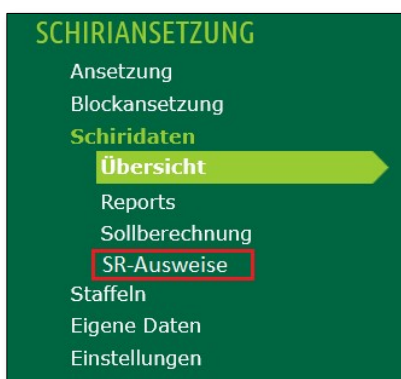 SCHIRIANSETZUNG
Ansetzung
Blockansetzung
Schiridaten
Übersicht
Reports
Sollberechnung
SR-Ausweise
Staffeln
Eigene Daten
Einstellungen